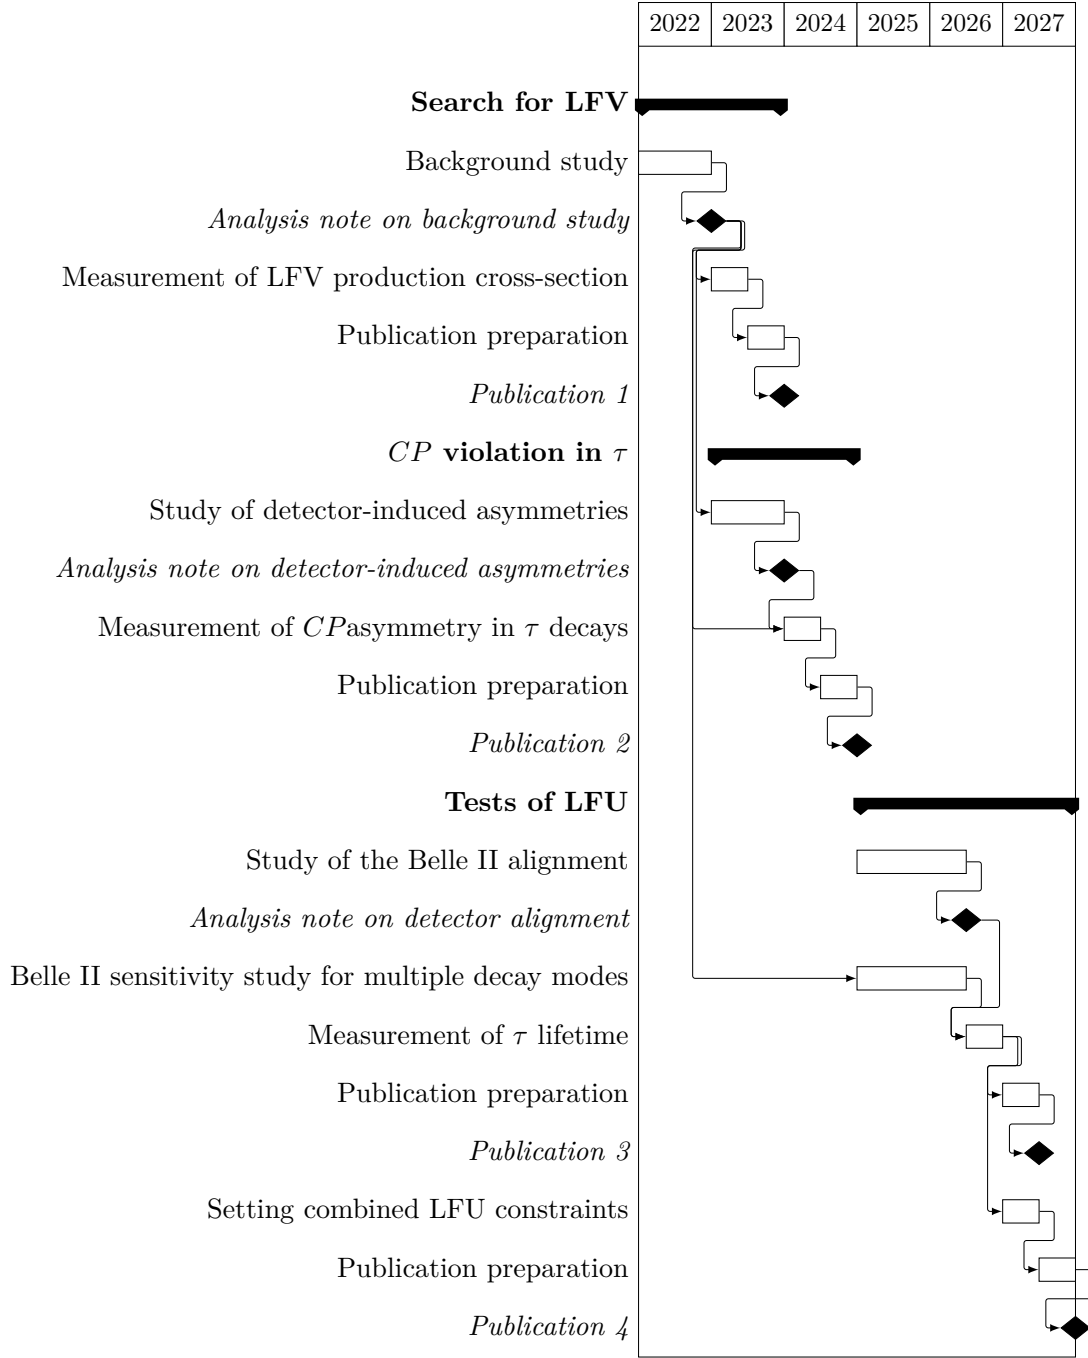 2022 2023 2024 2025 2026 2027
Search for LFV
Background study
Analysis note on background study
Measurement of LFV production cross-section
Publication preparation
Publication 1
CP violation in τ
Study of detector-induced asymmetries
Analysis note on detector-induced asymmetries
Measurement of CPasymmetry in τ decays
Publication preparation
Publication 2
Tests of LFU
Study of the Belle II alignment
Analysis note on detector alignment
Belle II sensitivity study for multiple decay modes
Measurement of τ lifetime
Publication preparation
Publication 3
Setting combined LFU constraints
Publication preparation
Publication 4